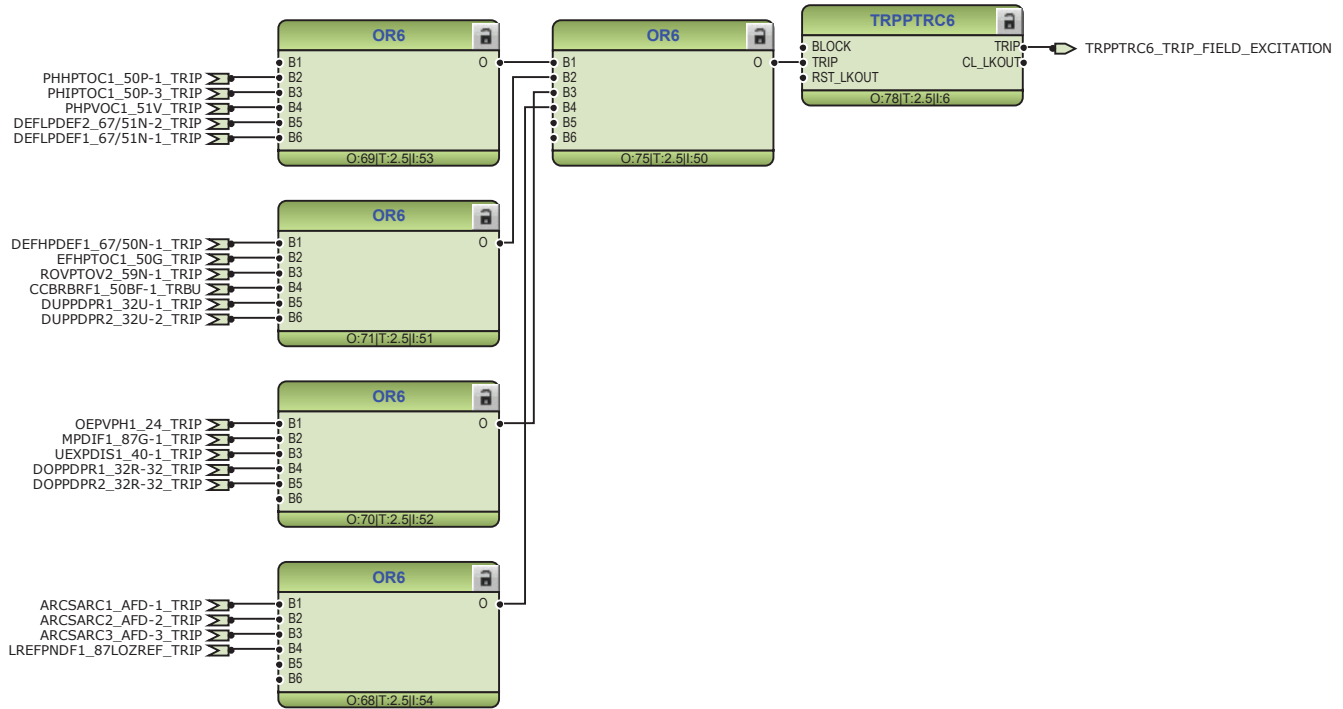 OR6
B1
B2
B3
B4
B5
B6
O
O:69|T:2.5|I:53
PHHPTOC1_50P-1_TRIP
PHIPTOC1_50P-3_TRIP
PHPVOC1_51V_TRIP
DEFLPDEF2_67/51N-2_TRIP
DEFLPDEF1_67/51N-1_TRIP
OR6
B1
B2
B3
B4
B5
B6
O
O:75|T:2.5|I:50
TRPPTRC6
BLOCK
TRIP
RST_LKOUT
TRIP
CL_LKOUT
O:78|T:2.5|I:6
TRPPTRC6_TRIP_FIELD_EXCITATION
OR6
DEFHPDEF1_67/50N-1_TRIP
EFHPTOC1_50G_TRIP
ROVPTOV2_59N-1_TRIP
CCBRBRF1_50BF-1_TRBU
DUPPDPR1_32U-1_TRIP
DUPPDPR2_32U-2_TRIP
B1
B2
B3
B4
B5
B6
O
O:71|T:2.5|I:51
OR6
OEPVPH1_24_TRIP
MPDIF1_87G-1_TRIP
UEXPDIS1_40-1_TRIP
DOPPDPR1_32R-32_TRIP
DOPPDPR2_32R-32_TRIP
B1
B2
B3
B4
B5
B6
O
O:70|T:2.5|I:52
OR6
ARCSARC1_AFD-1_TRIP
ARCSARC2_AFD-2_TRIP
ARCSARC3_AFD-3_TRIP
LREFPNDF1_87LOZREF_TRIP
B1
B2
B3
B4
B5
B6
O
O:68|T:2.5|I:54